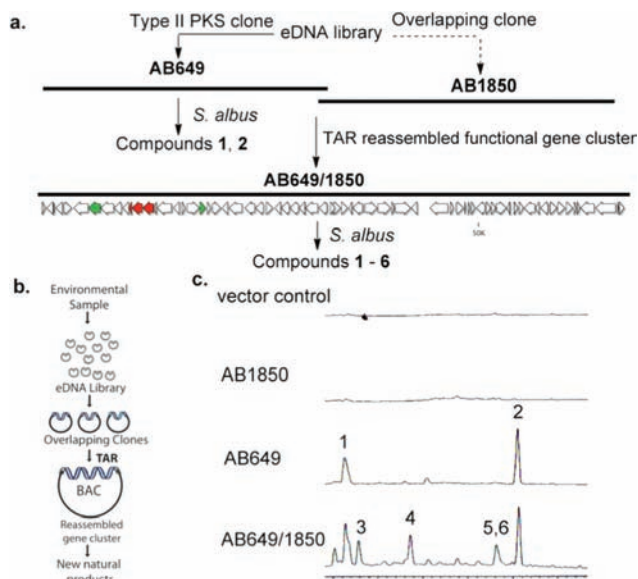 a.
Type II PKS clone
Overlapping clone
eDNA library
AB649
AB1850
S. albus
Compounds 1, 2
TAR reassembled functional gene cluster
AB649/1850
50K
S. albus
Compounds 1 - 6
b.
Environmental
Sample
eDNA Library
Overlapping Clones
TAR
BAC
Reassembled
gene cluster
New natural
products
c.
vector control
AB1850
AB649
1
2
AB649/1850
3
4
5,6